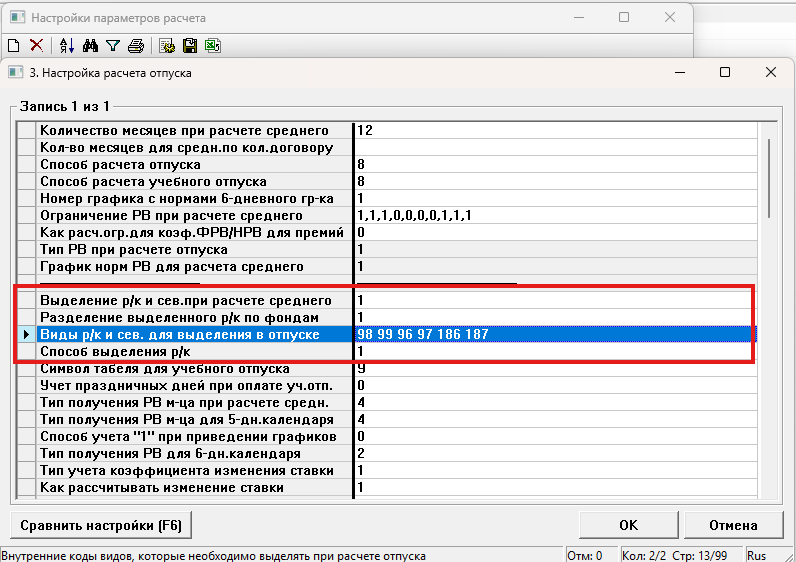 Настройки параметров расчета
3. Настройка расчета отпуска
Запись 1 из 1
Количество месяцев при расчете среднего 12
Кол-во месяцев для средн.по кол.договору
Способ расчета отпуска 8
Способ расчета учебного отпуска 8
Номер графика с нормами 6-дневного гр-ка 1
Ограничение РВ при расчете среднего 1,1,1,0,0,0,0,1,1,1
Как расч.огр.для коэф.ФРВ/НРВ для премий 0
Тип РВ при расчете отпуска 1
График норм РВ для расчета среднего 1
Выделение р/к и сев.при расчете среднего 1
Разделение выделенного р/к по фондам 1
Виды р/к и сев. для выделения в отпуске 98 99 96 97 186 187
Способ выделения р/к 1
Символ табеля для учебного отпуска 9
Учет праздничных дней при оплате уч.отп. 0
Тип получения РВ м-ца при расчете средн. 4
Тип получения РВ м-ца для 5-дн.календаря 4
Способ учета "1" при приведении графиков 0
Тип получения РВ для 6-дн.календаря 2
Тип учета коэффициента изменения ставки 1
Как рассчитывать изменение ставки 1
Сравнить настройки (F6) OK Отмена
Внутренние коды видов, которые необходимо выделять при расчете отпуска Отм: 0 Кол: 2/2 Стр: 13/99 Rus